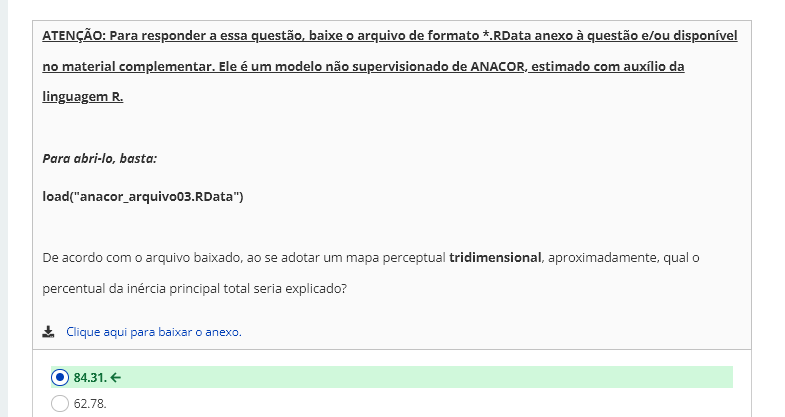 ATENÇÃO: Para responder a essa questão, baixe o arquivo de formato *.RData anexo à questão e/ou disponível
no material complementar. Ele é um modelo não supervisionado de ANACOR, estimado com auxílio da
linguagem R.
Para abri-lo, basta:
load("anacor_arquivo03.RData")
De acordo com o arquivo baixado, ao se adotar um mapa perceptual tridimensional, aproximadamente, qual o
percentual da inércia principal total seria explicado?
Clique aqui para baixar o anexo.
84.31. ←
62.78.